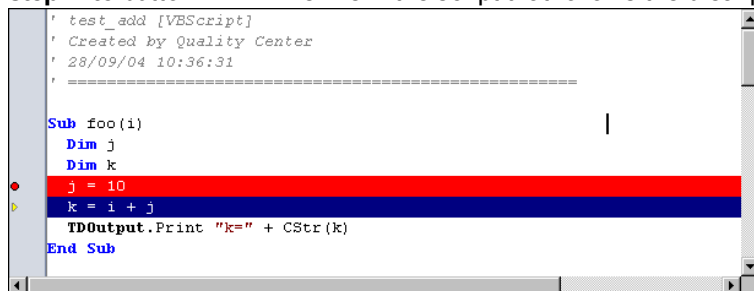 ' test_add [VBScript]
' Created by Quality Center
' 28/09/04 10:36:31
' ====================================================
Sub foo(i)
Dim j
Dim k
j = 10
k = i + j
TDOutput.Print "k=" + CStr(k)
End Sub